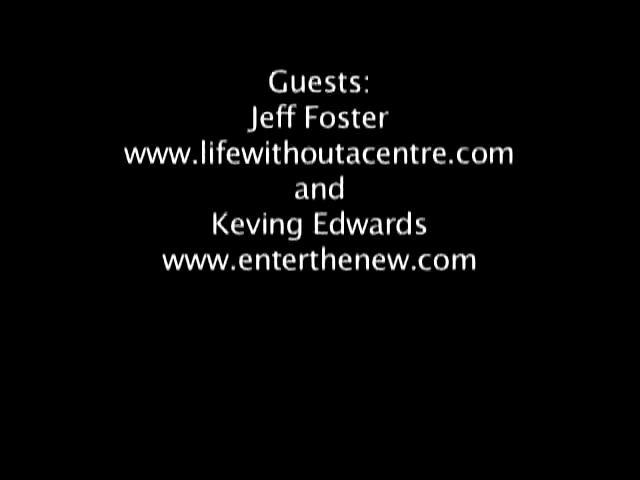 Guests:
Jeff Foster
www.lifewithoutacentre.com
and
Keving Edwards
www.enterthenew.com